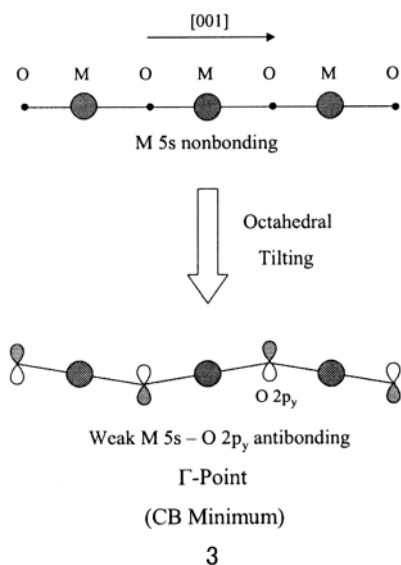 [001]
O M O M O M O
M 5s nonbonding
Octahedral
Tilting
O 2py
Weak M 5s – O 2py antibonding
Γ-Point
(CB Minimum)
3